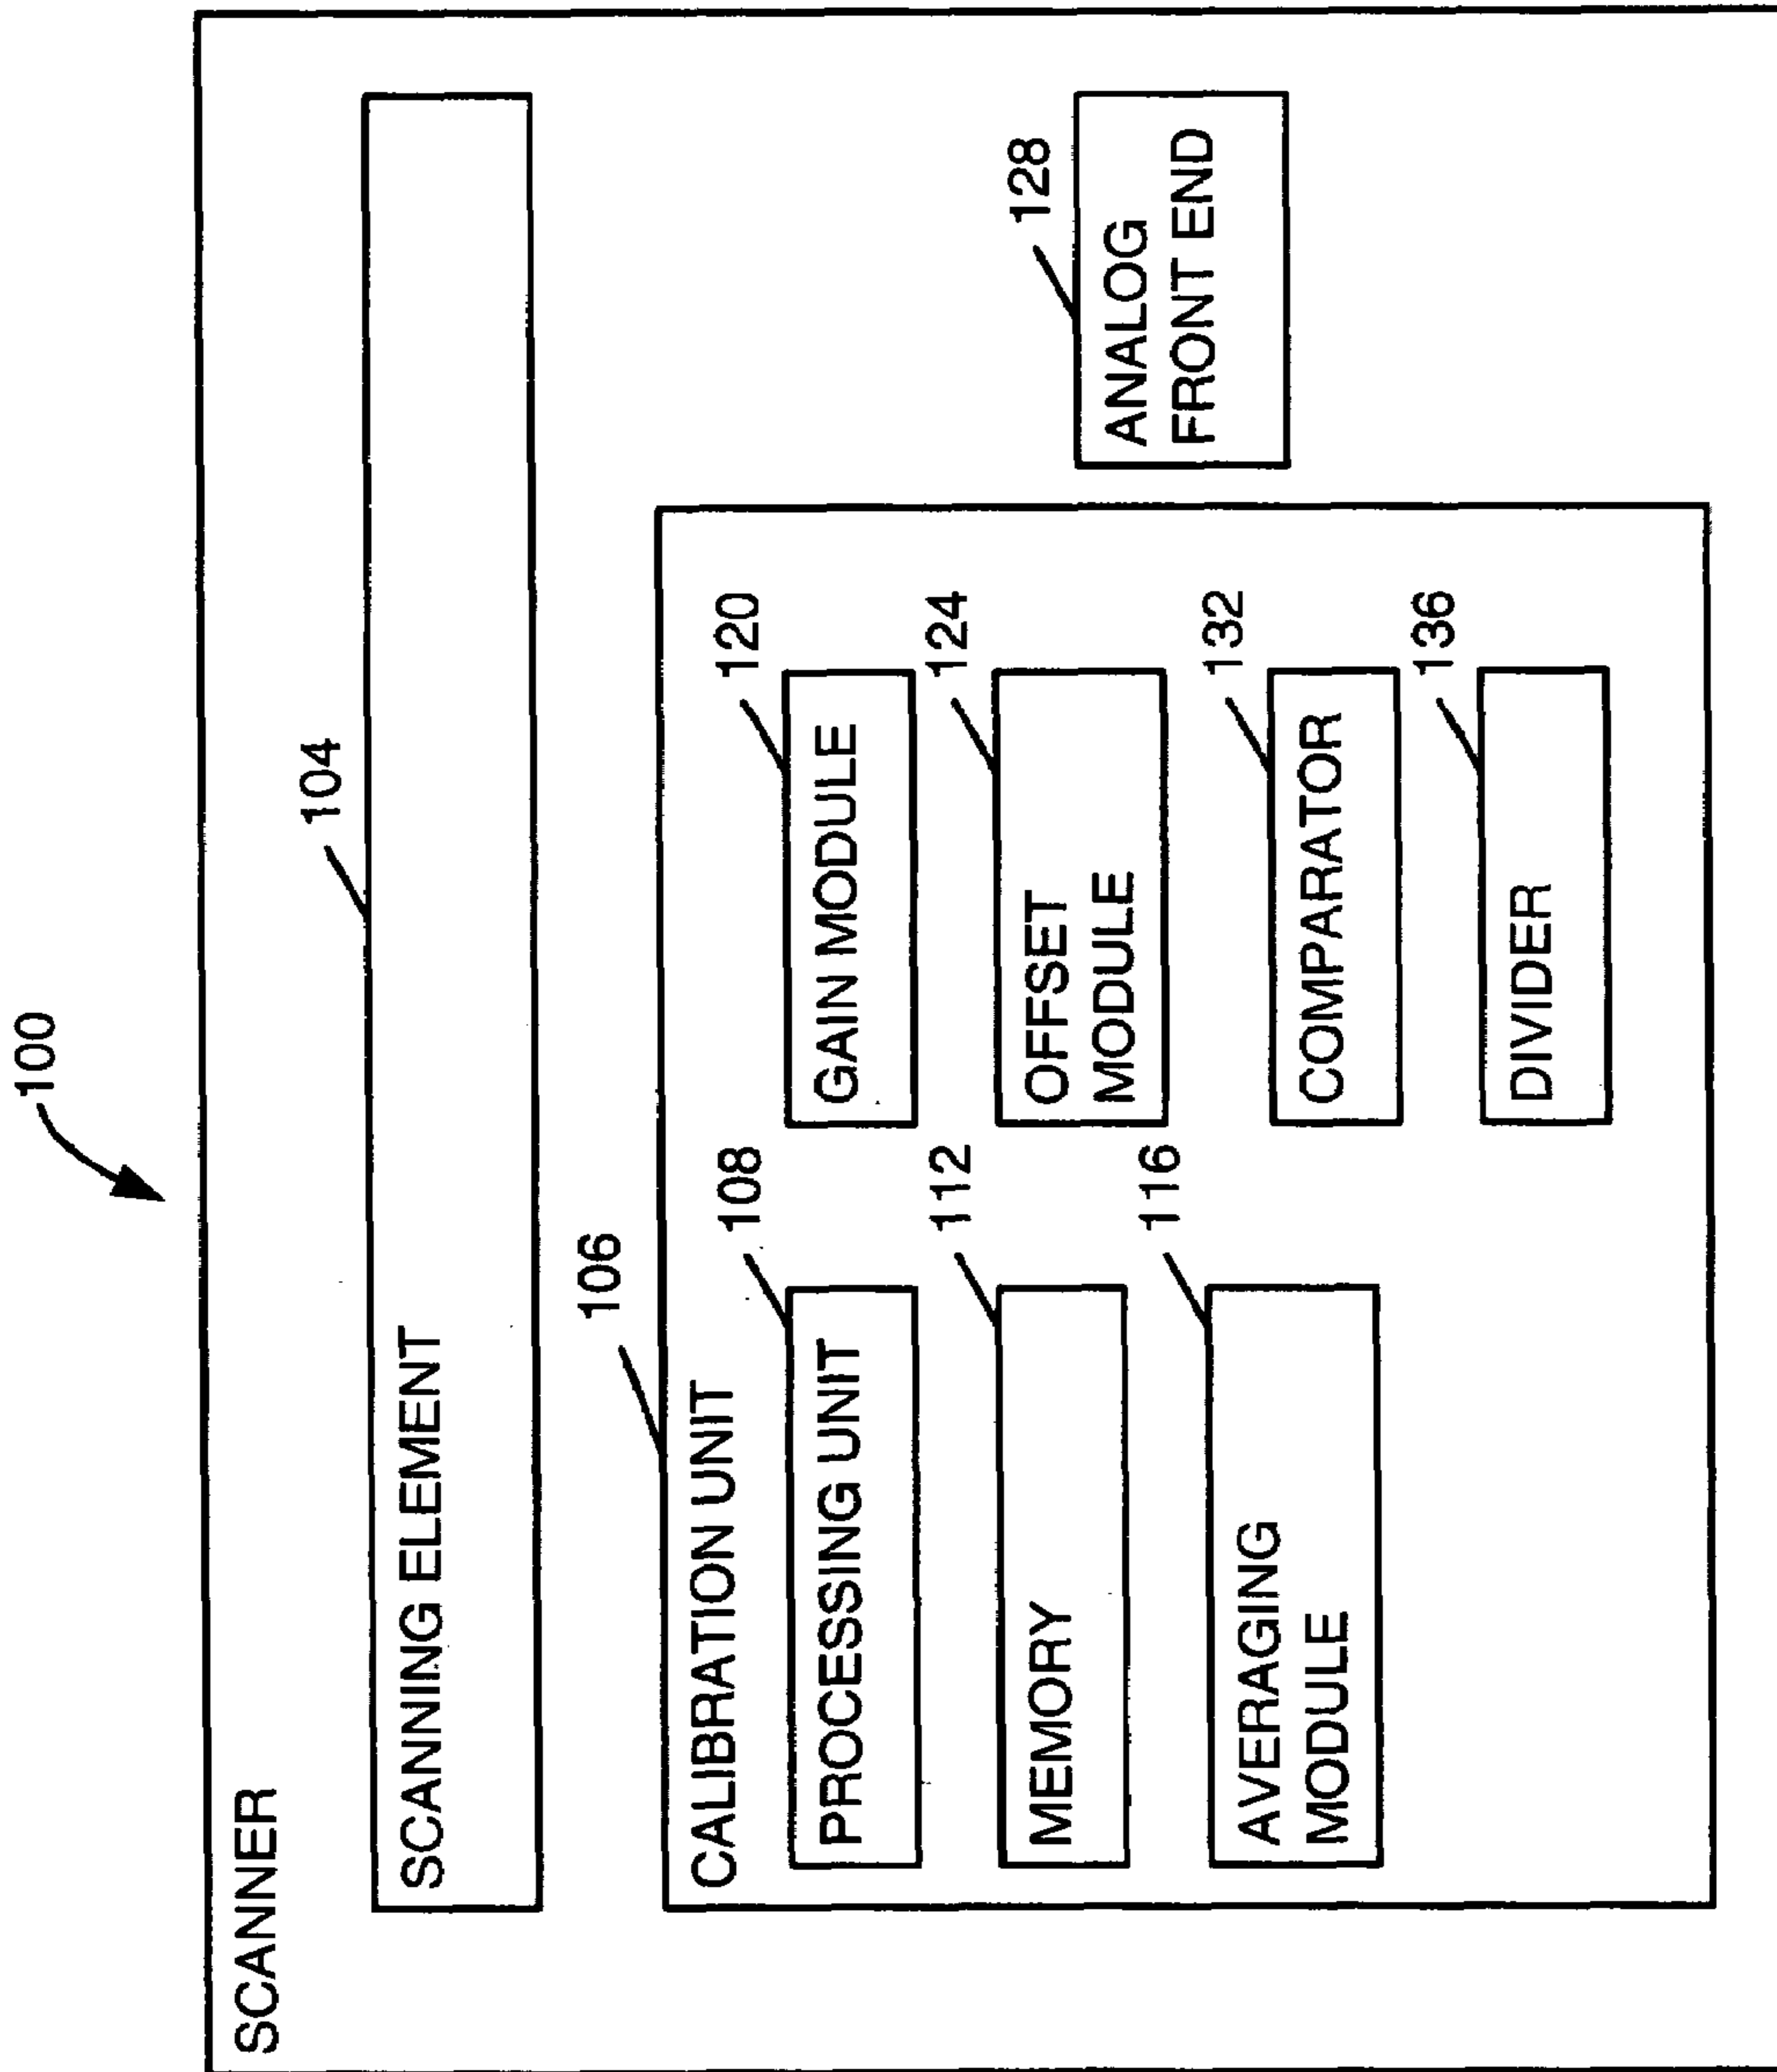 100
SCANNER
104
SCANNING ELEMENT
106
CALIBRATION UNIT
108
PROCESSING UNIT
112
MEMORY
116
AVERAGING
MODULE
120
GAIN MODULE
124
OFFSET
MODULE
132
COMPARATOR
136
DIVIDER
128
ANALOG
FRONT END